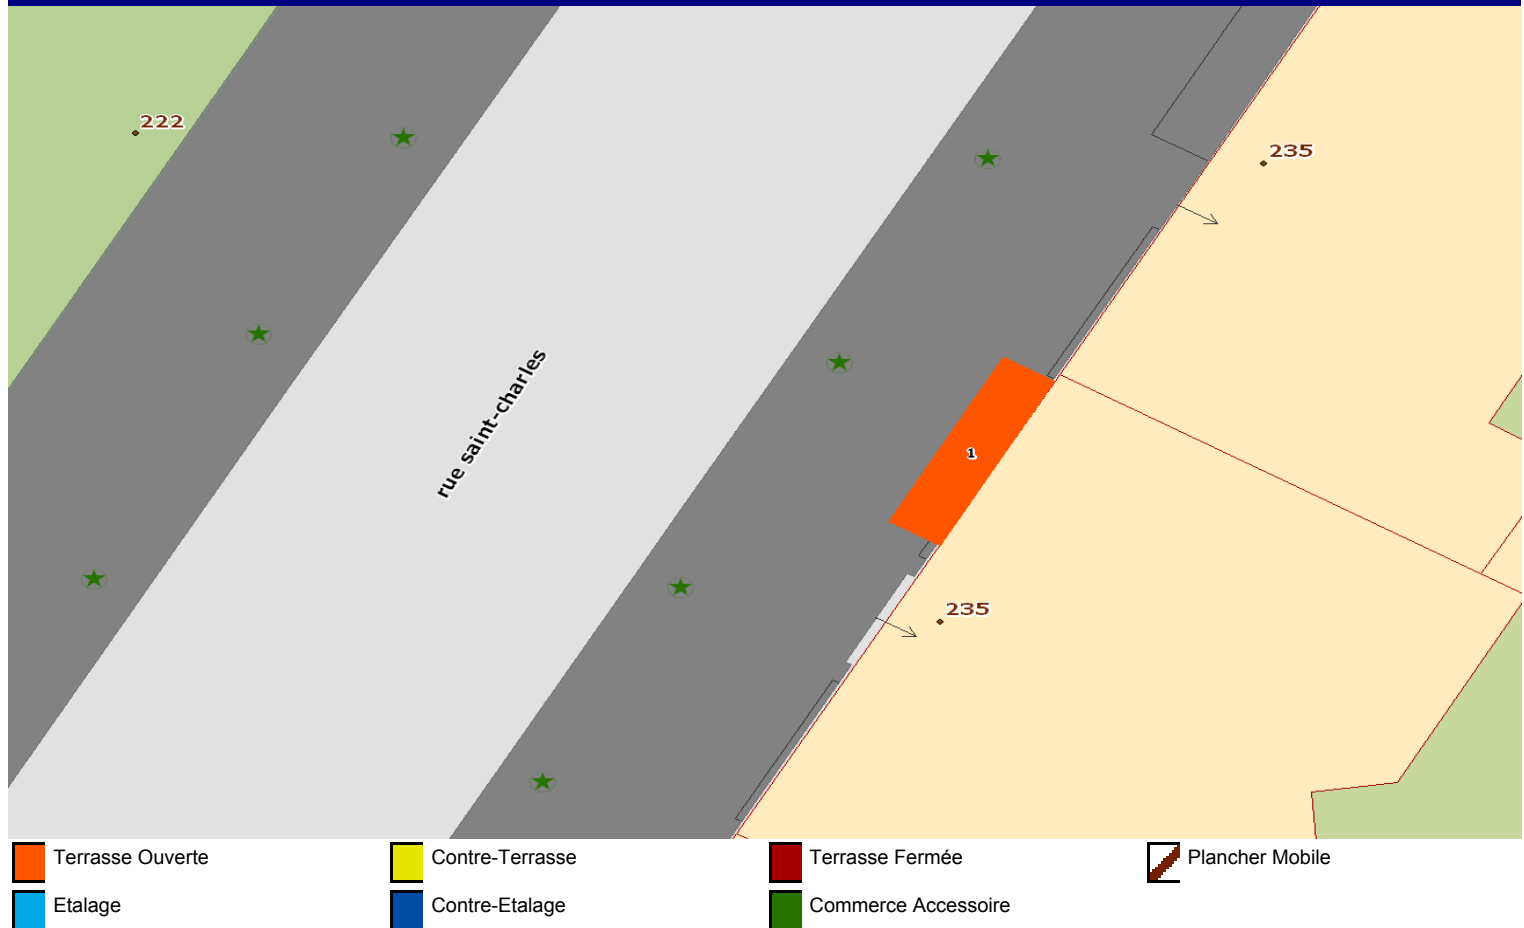 222
235
rue saint-charles
1
235
Terrasse Ouverte
Contre-Terrasse
Terrasse Fermée
Plancher Mobile
Etalage
Contre-Etalage
Commerce Accessoire